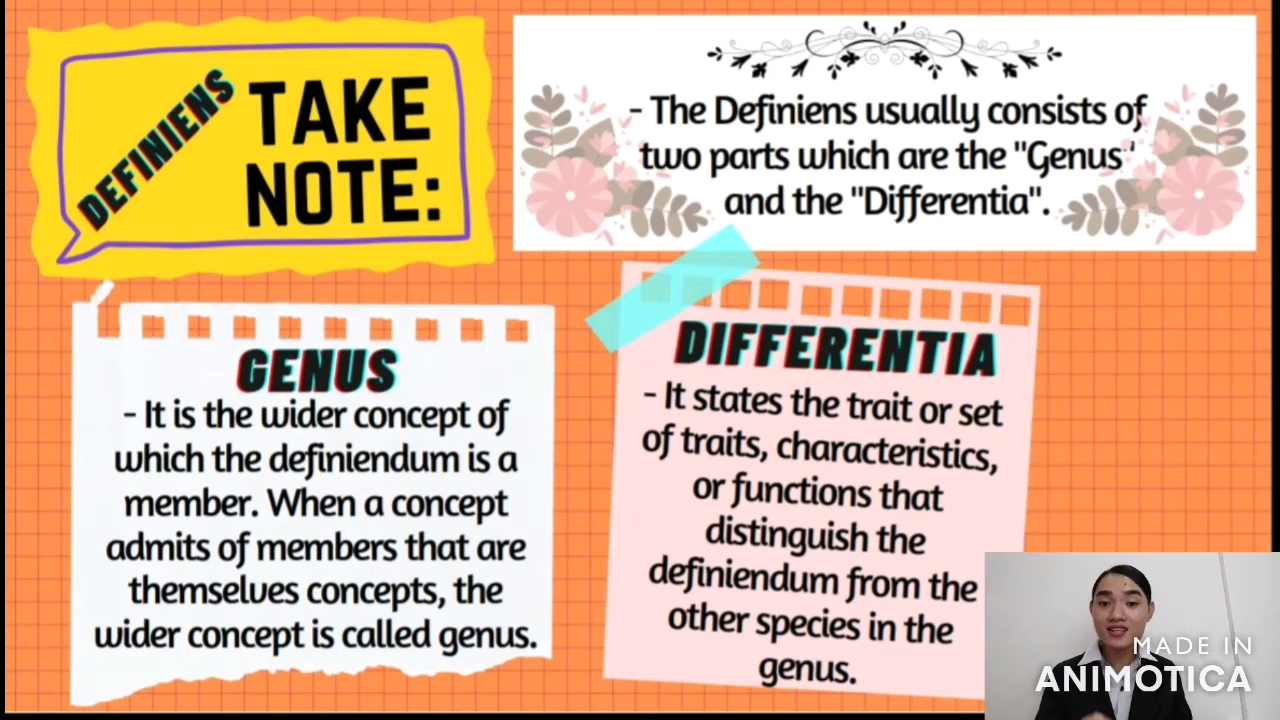 DEFINIENS
TAKE
NOTE:
- The Definiens usually consists of
two parts which are the "Genus"
and the "Differentia".
GENUS
- It is the wider concept of
which the definiendum is a
member. When a concept
admits of members that are
themselves concepts, the
wider concept is called genus.
DIFFERENTIA
- It states the trait or set
of traits, characteristics,
or functions that
distinguish the
definiendum from the
other species in the
genus.
MADE IN
ANIMOTICA